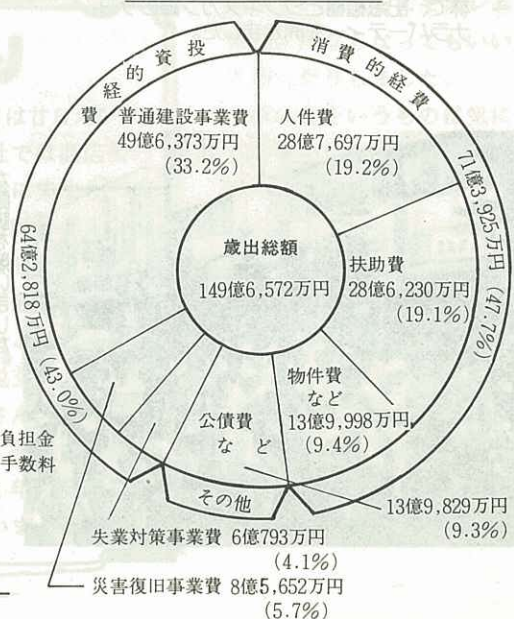 投資的経費
消費的経費
普通建設事業費
49億6,373万円
(33.2%)
人件費
28億7,697万円
(19.2%)
71億3,925万円 (47.7%)
64億2,818万円 (43.0%)
歳出総額
149億6,572万円
扶助費
28億6,230万円
(19.1%)
物件費
など
13億9,998万円
(9.4%)
公債費
など
その他
13億9,829万円
(9.3%)
負担金
手数料
失業対策事業費 6億793万円
(4.1%)
災害復旧事業費 8億5,652万円
(5.7%)